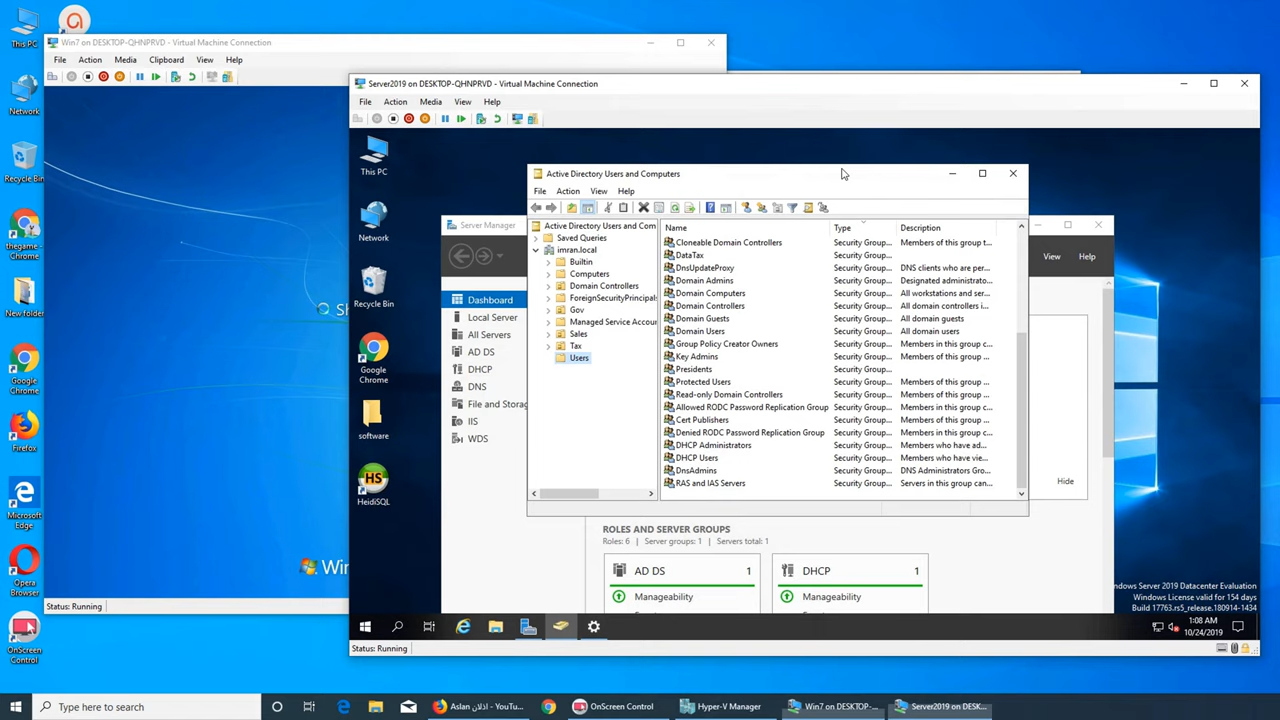 This PC
Network
Recycle Bin
thegame -
Chrome
New folder
Google
Chrome
Firefox
Microsoft
Edge
Opera
Browser
OnScreen
Control
Win7 on DESKTOP-QHNPRVD - Virtual Machine Connection
File Action Media Clipboard View Help
Status: Running
Server2019 on DESKTOP-QHNPRVD - Virtual Machine Connection
File Action Media View Help
This PC
Network
Recycle Bin
Google
Chrome
software
HS
HeidiSQL
Server Manager
View Help
Dashboard
Local Server
All Servers
AD DS
DHCP
DNS
File and Storag
IIS
WDS
Hide
Active Directory Users and Computers
File Action View Help
Active Directory Users and Com
Saved Queries
imran.local
Builtin
Computers
Domain Controllers
ForeignSecurityPrincipals
Gov
Managed Service Accoun
Sales
Tax
Users
Name Type Description
Cloneable Domain Controllers Security Group... Members of this group t...
DataTax Security Group...
DnsUpdateProxy Security Group... DNS clients who are per...
Domain Admins Security Group... Designated administrato...
Domain Computers Security Group... All workstations and ser...
Domain Controllers Security Group... All domain controllers i...
Domain Guests Security Group... All domain guests
Domain Users Security Group... All domain users
Group Policy Creator Owners Security Group... Members in this group c...
Key Admins Security Group... Members of this group ...
Presidents Security Group...
Protected Users Security Group... Members of this group ...
Read-only Domain Controllers Security Group... Members of this group ...
Allowed RODC Password Replication Group Security Group... Members in this group c...
Cert Publishers Security Group... Members of this group ...
Denied RODC Password Replication Group Security Group... Members in this group c...
DHCP Administrators Security Group... Members who have ad...
DHCP Users Security Group... Members who have vie...
DnsAdmins Security Group... DNS Administrators Gro...
RAS and IAS Servers Security Group... Servers in this group can...
ROLES AND SERVER GROUPS
Roles: 6 | Server groups: 1 | Servers total: 1
AD DS 1
Manageability
DHCP 1
Manageability
Windows Server 2019 Datacenter Evaluation
Windows License valid for 154 days
Build 17763.rs5_release.180914-1434
1:08 AM
10/24/2019
Status: Running
Type here to search
Aslan اذلان - YouTu...
OnScreen Control
Hyper-V Manager
Win7 on DESKTOP-...
Server2019 on DESK...